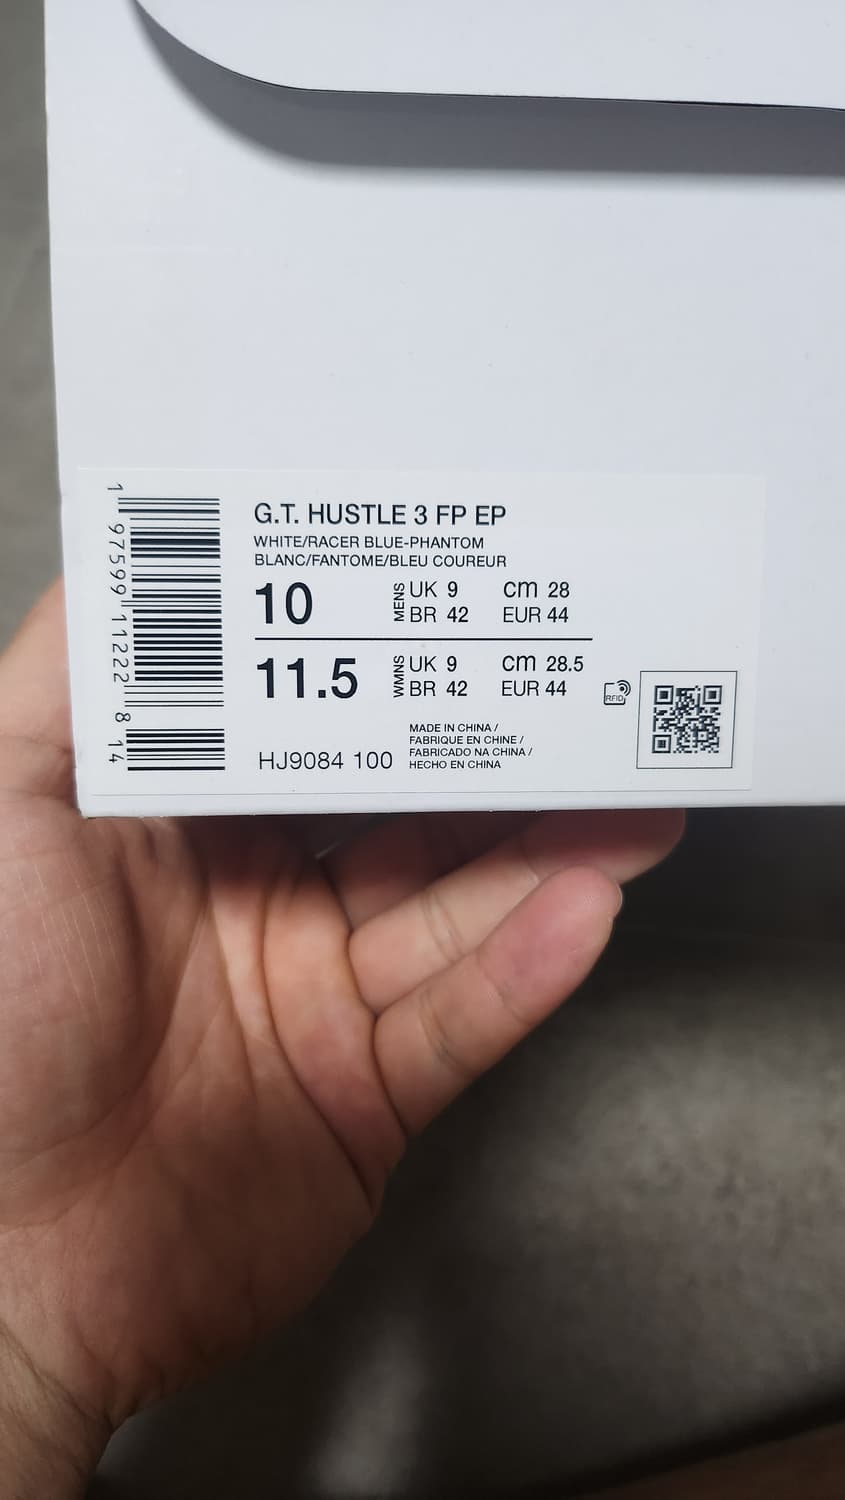 G.T. HUSTLE 3 FP EP
WHITE/RACER BLUE-PHANTOM
BLANC/FANTOME/BLEU COUREUR
10 MENS UK 9 cm 28
BR 42 EUR 44
11.5 WMNS UK 9 cm 28.5
BR 42 EUR 44
RFID
HJ9084 100
MADE IN CHINA /
FABRIQUE EN CHINE /
FABRICADO NA CHINA /
HECHO EN CHINA
1 97599 11222 8 14